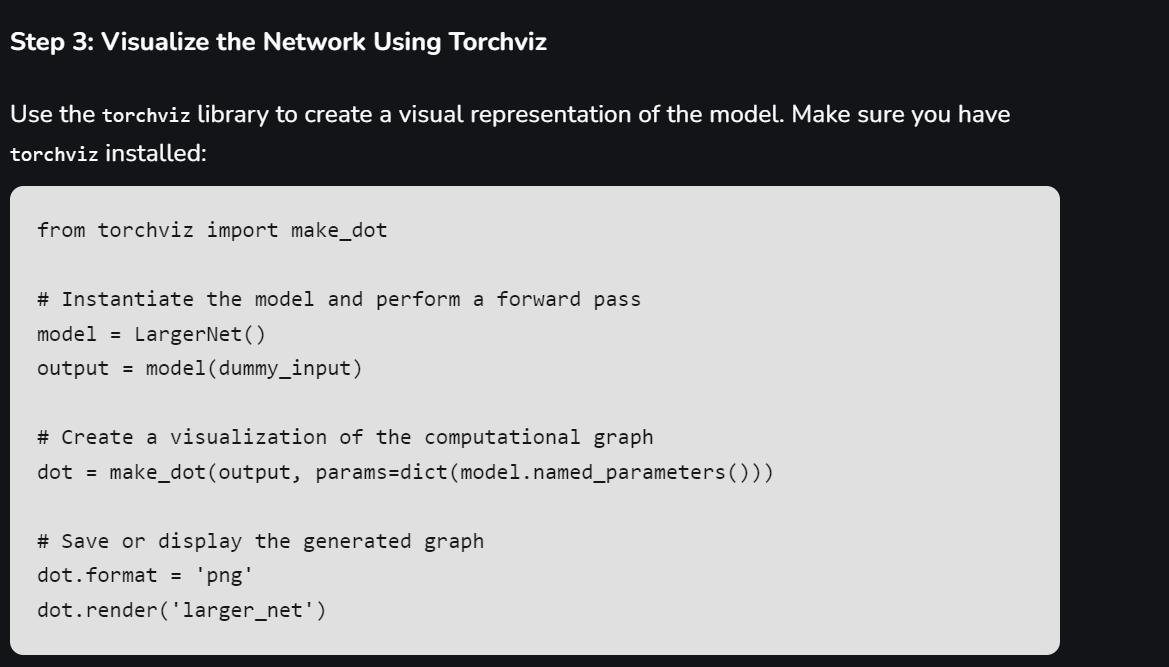 Step 3: Visualize the Network Using Torchviz
Use the torchviz library to create a visual representation of the model. Make sure you have
torchviz installed:
from torchviz import make_dot
# Instantiate the model and perform a forward pass
model = LargerNet()
output = model(dummy_input)
# Create a visualization of the computational graph
dot = make_dot(output, params=dict(model.named_parameters()))
# Save or display the generated graph
dot.format = 'png'
dot.render('larger_net')